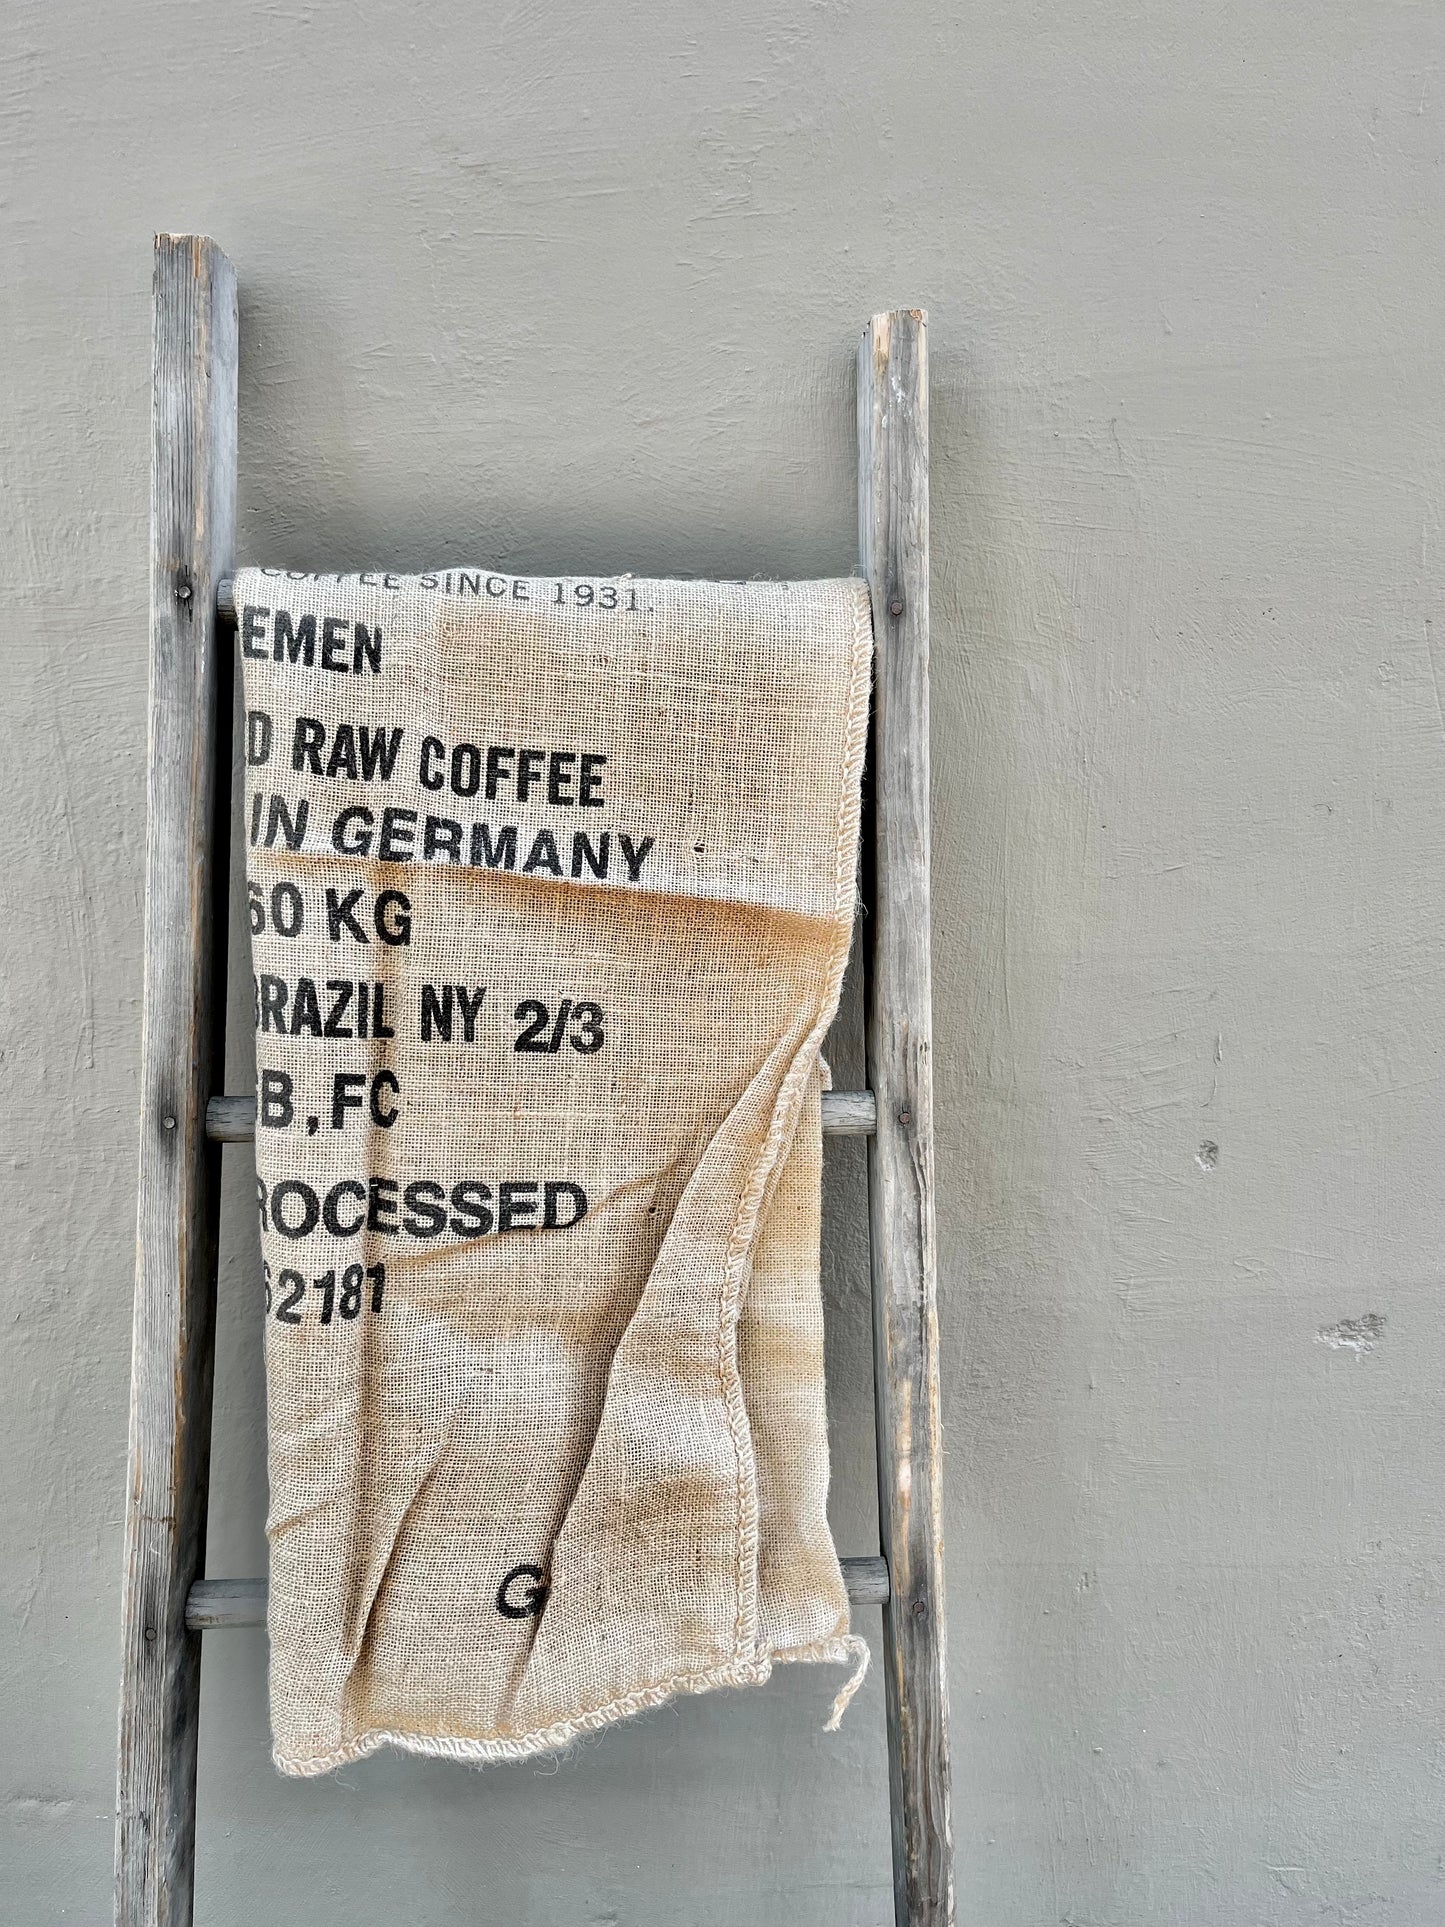 COFFEE SINCE 1931.
EMEN
D RAW COFFEE
IN GERMANY
60 KG
BRAZIL NY 2/3
B,FC
ROCESSED
2181
G